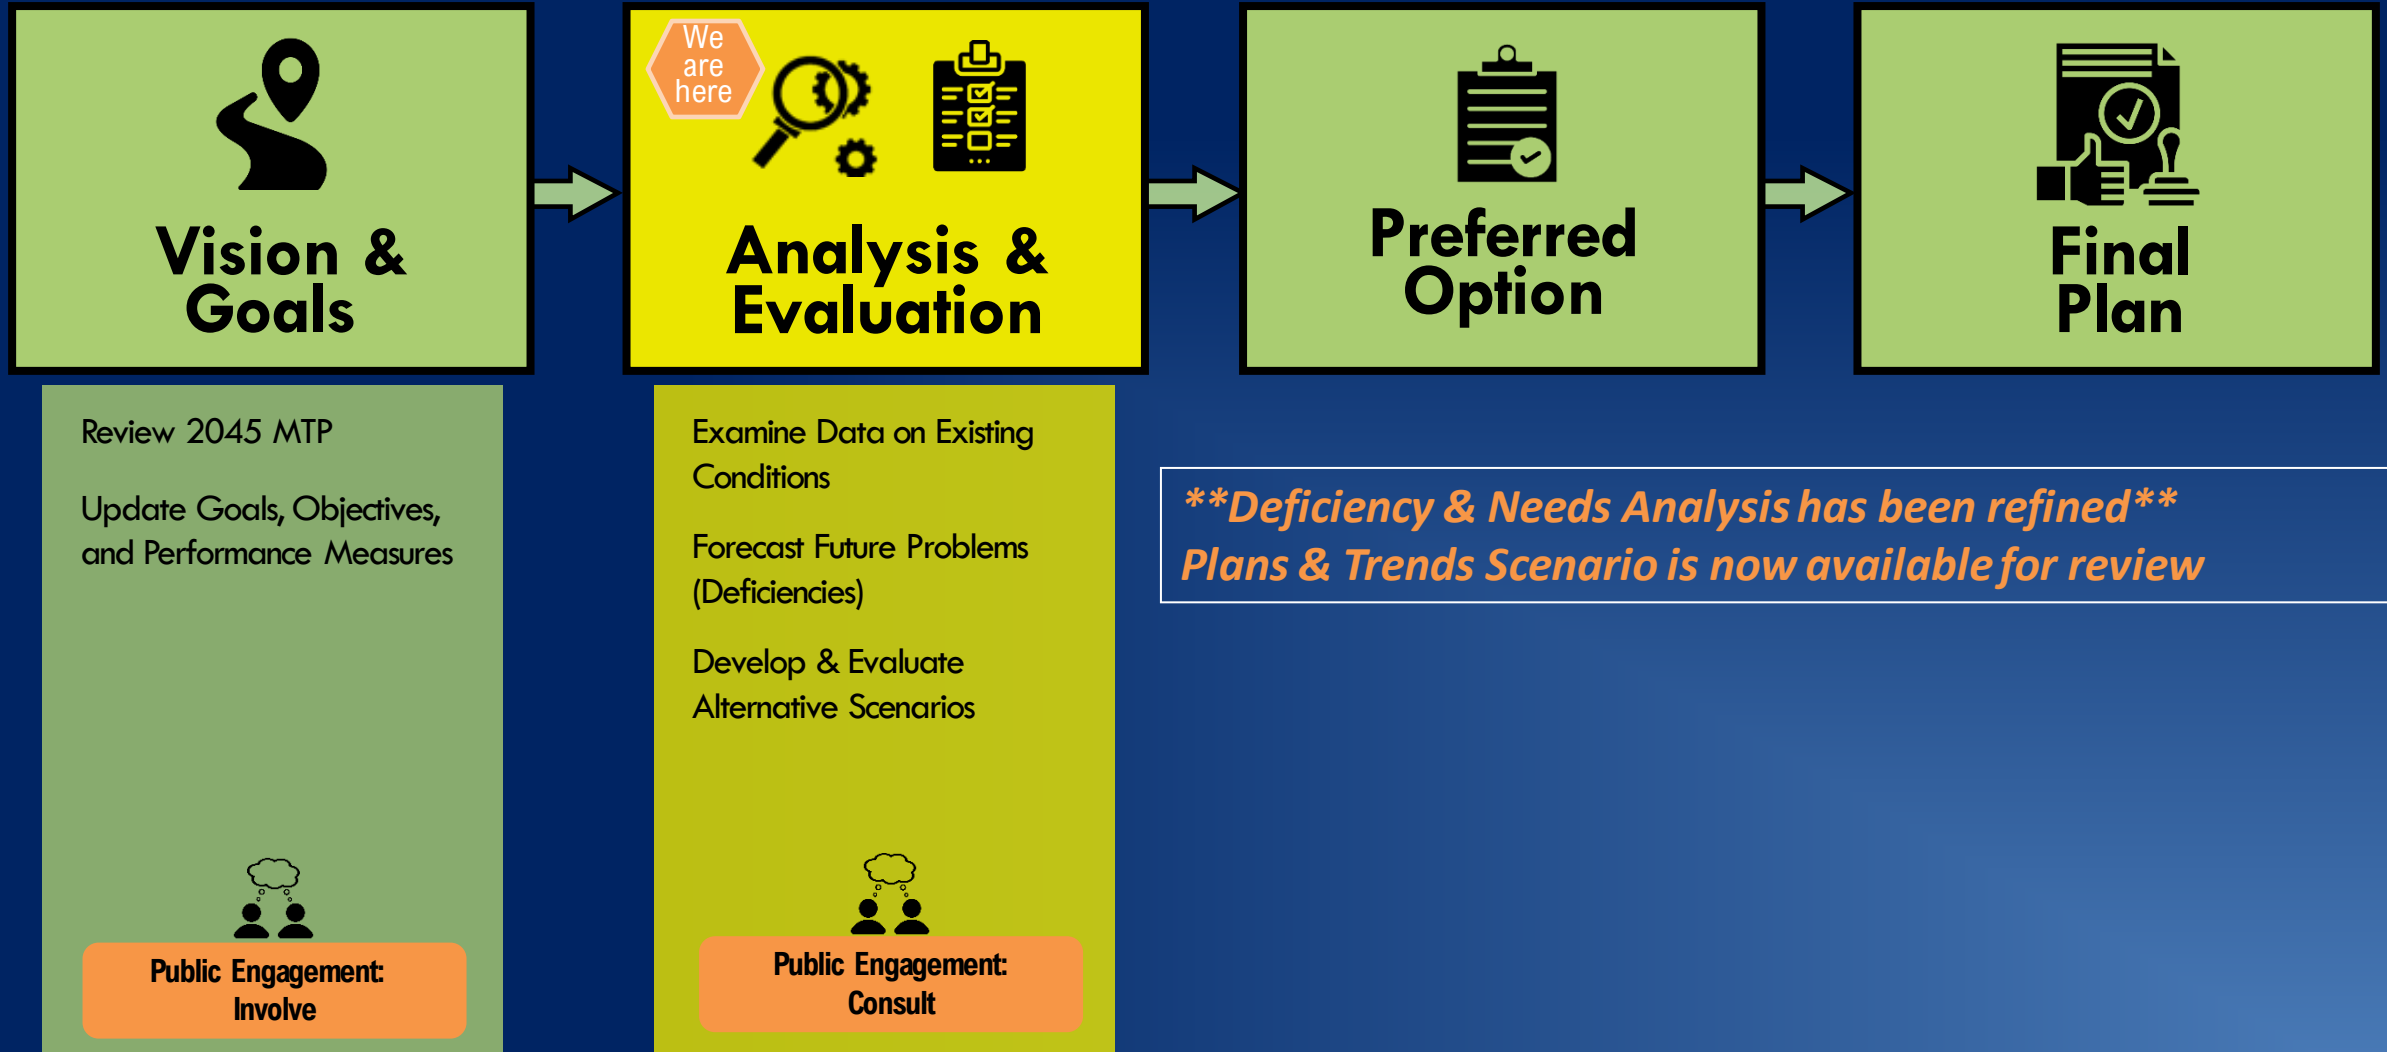 We
are
here
Vision &
Goals
Analysis &
Evaluation
Preferred
Option
Final
Plan
Review 2045 MTP
Update Goals, Objectives,
and Performance Measures
Public Engagement:
Involve
Examine Data on Existing
Conditions
Forecast Future Problems
(Deficiencies)
Develop & Evaluate
Alternative Scenarios
Public Engagement:
Consult
**Deficiency & Needs Analysis has been refined**
Plans & Trends Scenario is now available for review